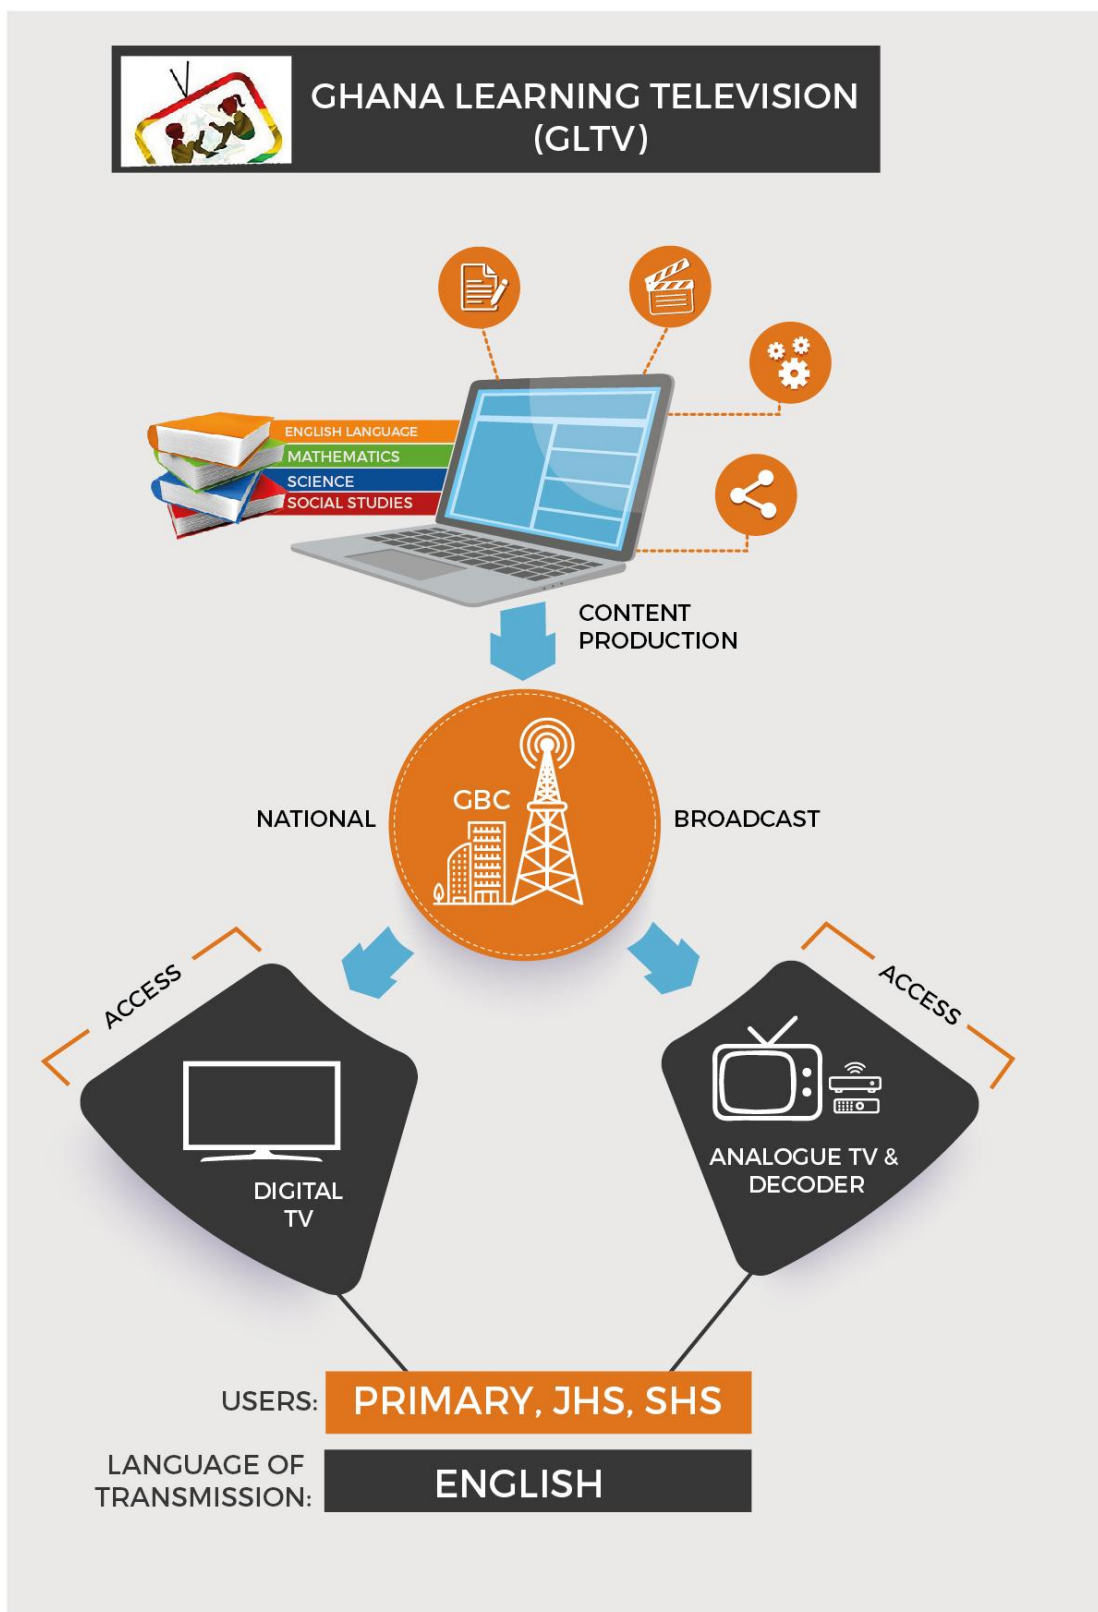 GHANA LEARNING TELEVISION
(GLTV)
ENGLISH LANGUAGE
MATHEMATICS
SCIENCE
SOCIAL STUDIES
CONTENT
PRODUCTION
GBC
NATIONAL
BROADCAST
ACCESS
ACCESS
DIGITAL
TV
ANALOGUE TV &
DECODER
USERS:
PRIMARY, JHS, SHS
LANGUAGE OF
TRANSMISSION:
ENGLISH